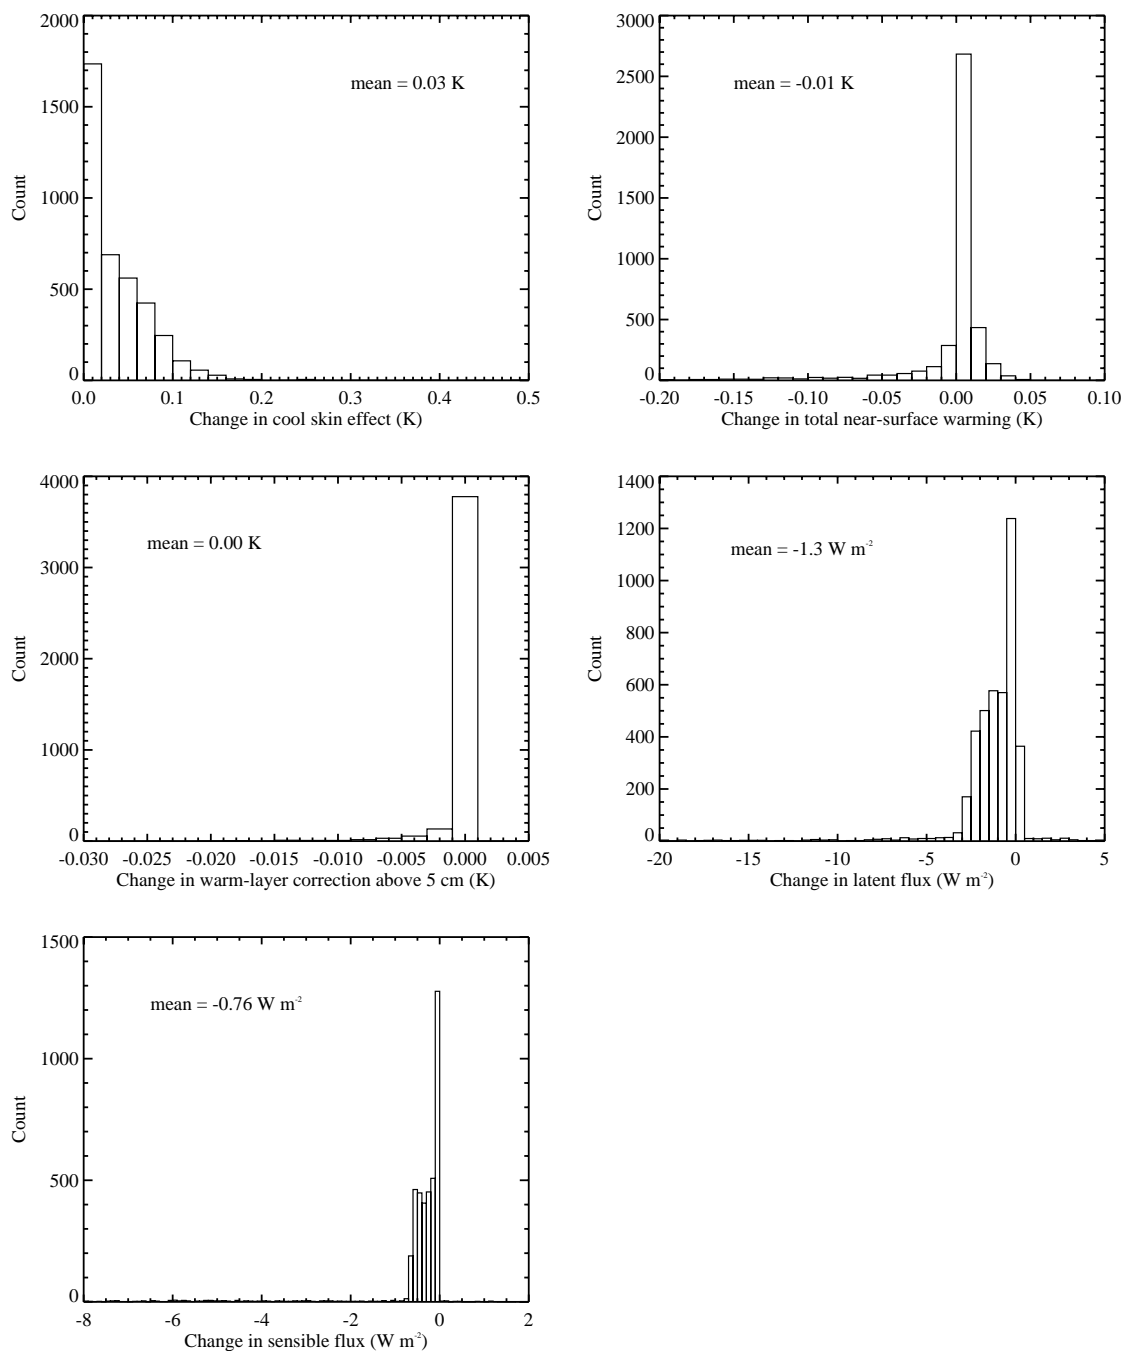 2000
1500
1000
500
0
Count
mean = 0.03 K
0.0 0.1 0.2 0.3 0.4 0.5
Change in cool skin effect (K)
3000
2500
2000
1500
1000
500
0
Count
mean = -0.01 K
-0.20 -0.15 -0.10 -0.05 0.00 0.05 0.10
Change in total near-surface warming (K)
4000
3000
2000
1000
0
Count
mean = 0.00 K
-0.030 -0.025 -0.020 -0.015 -0.010 -0.005 0.000 0.005
Change in warm-layer correction above 5 cm (K)
1400
1200
1000
800
600
400
200
0
Count
mean = -1.3 W m-2
-20 -15 -10 -5 0 5
Change in latent flux (W m-2)
1500
1000
500
0
Count
mean = -0.76 W m-2
-8 -6 -4 -2 0 2
Change in sensible flux (W m-2)